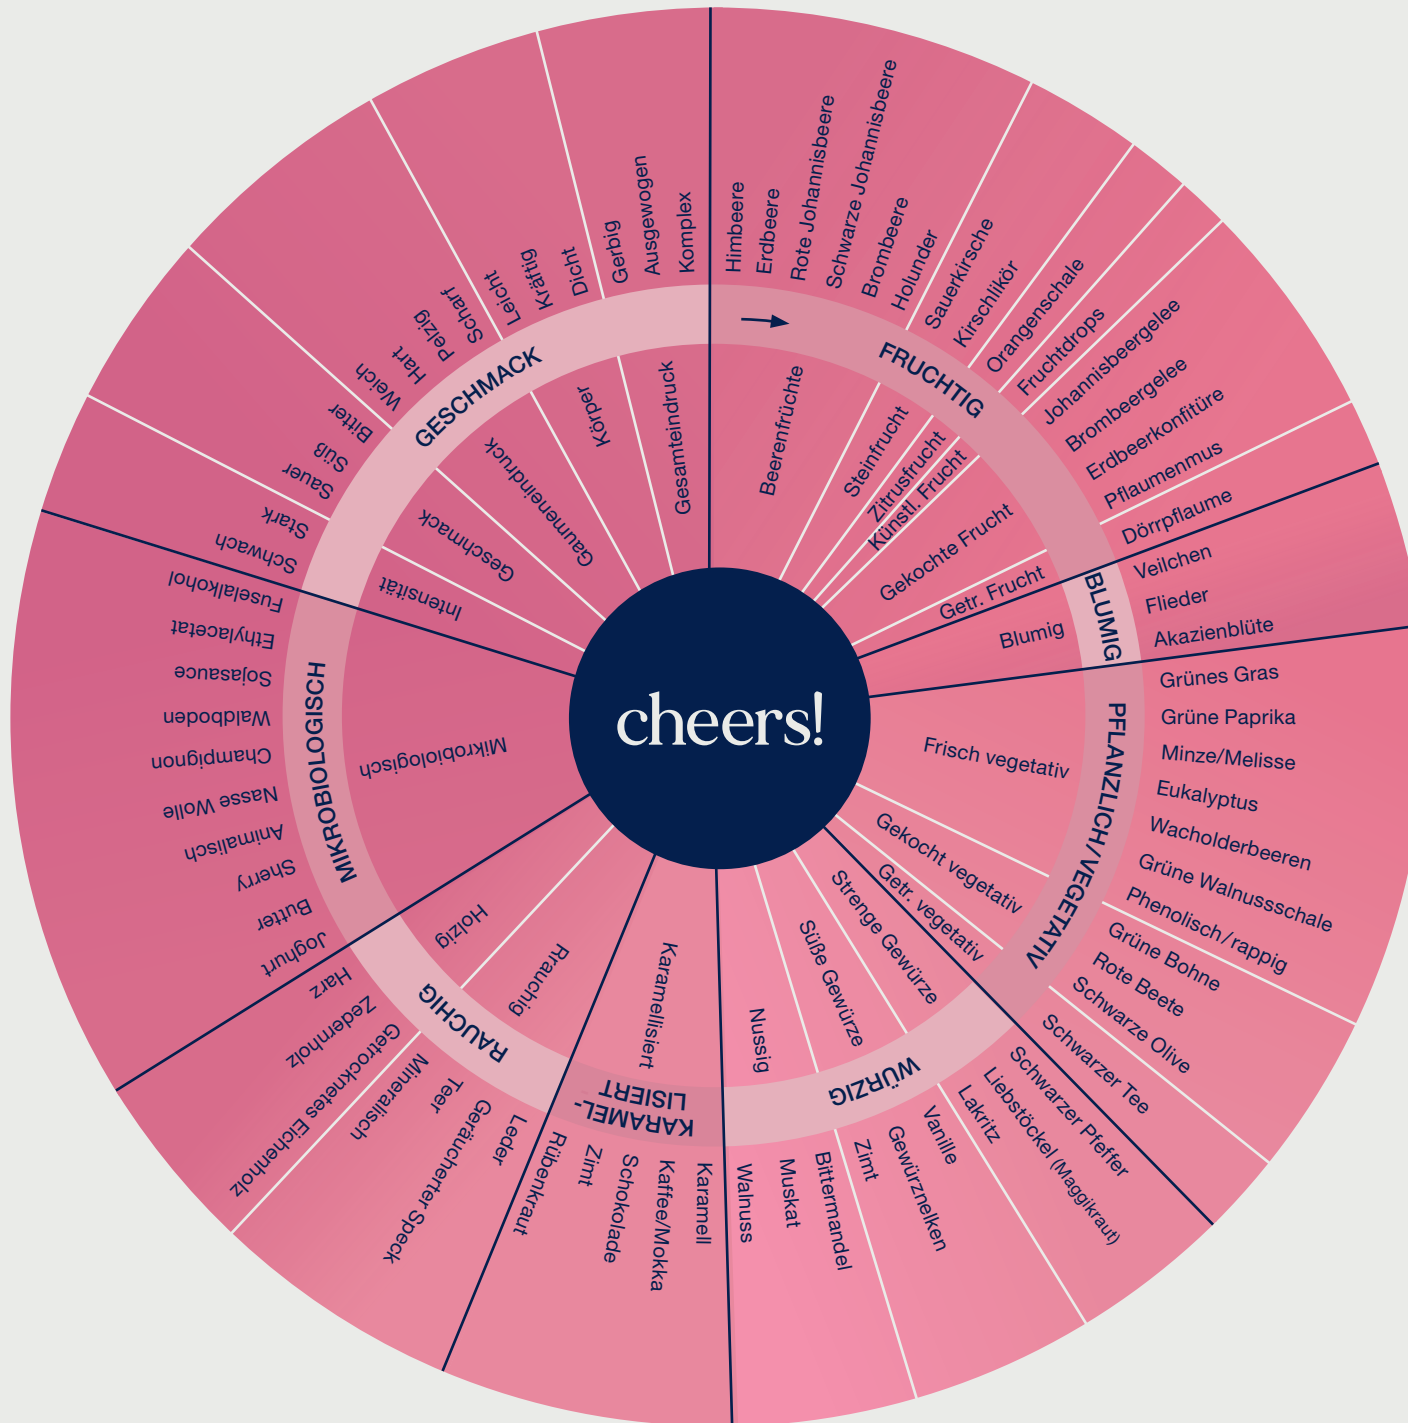 cheers!
FRUCHTIG
Beerenfrüchte
Himbeere
Erdbeere
Rote Johannisbeere
Schwarze Johannisbeere
Brombeere
Holunder
Steinfrucht
Sauerkirsche
Kirschlikör
Zitrusfrucht
Orangenschale
Künstl. Frucht
Fruchtdrops
Gekochte Frucht
Johannisbeergelee
Brombeergelee
Erdbeerkonfitüre
Pflaumenmus
Getr. Frucht
Dörrpflaume
BLUMIG
Blumig
Veilchen
Flieder
Akazienblüte
PFLANZLICH/VEGETATIV
Frisch vegetativ
Grünes Gras
Grüne Paprika
Minze/Melisse
Eukalyptus
Wacholderbeeren
Grüne Walnussschale
Phenolisch/rappig
Gekocht vegetativ
Grüne Bohne
Rote Beete
Schwarze Olive
Getr. vegetativ
Schwarzer Tee
WÜRZIG
Strenge Gewürze
Schwarzer Pfeffer
Liebstöckel (Maggikraut)
Lakritz
Süße Gewürze
Vanille
Gewürznelken
Zimt
Nussig
Bittermandel
Muskat
Walnuss
KARAMEL-
LISIERT
Karamellisiert
Karamell
Kaffee/Mokka
Schokolade
Zimt
Rübenkraut
RAUCHIG
Rrauchig
Leder
Geräucherter Speck
Teer
Mineralisch
Holzig
Getrocknetes Eichenholz
Zedernholz
Harz
MIKROBIOLOGISCH
Mikrobiologisch
Joghurt
Butter
Sherry
Animalisch
Nasse Wolle
Champignon
Waldboden
Sojasauce
Ethylacetat
Fuselalkohol
GESCHMACK
Intensität
Schwach
Stark
Geschmack
Sauer
Süß
Bitter
Gaumeneindruck
Weich
Hart
Pelzig
Scharf
Körper
Leicht
Kräftig
Dicht
Gesamteindruck
Gerbig
Ausgewogen
Komplex